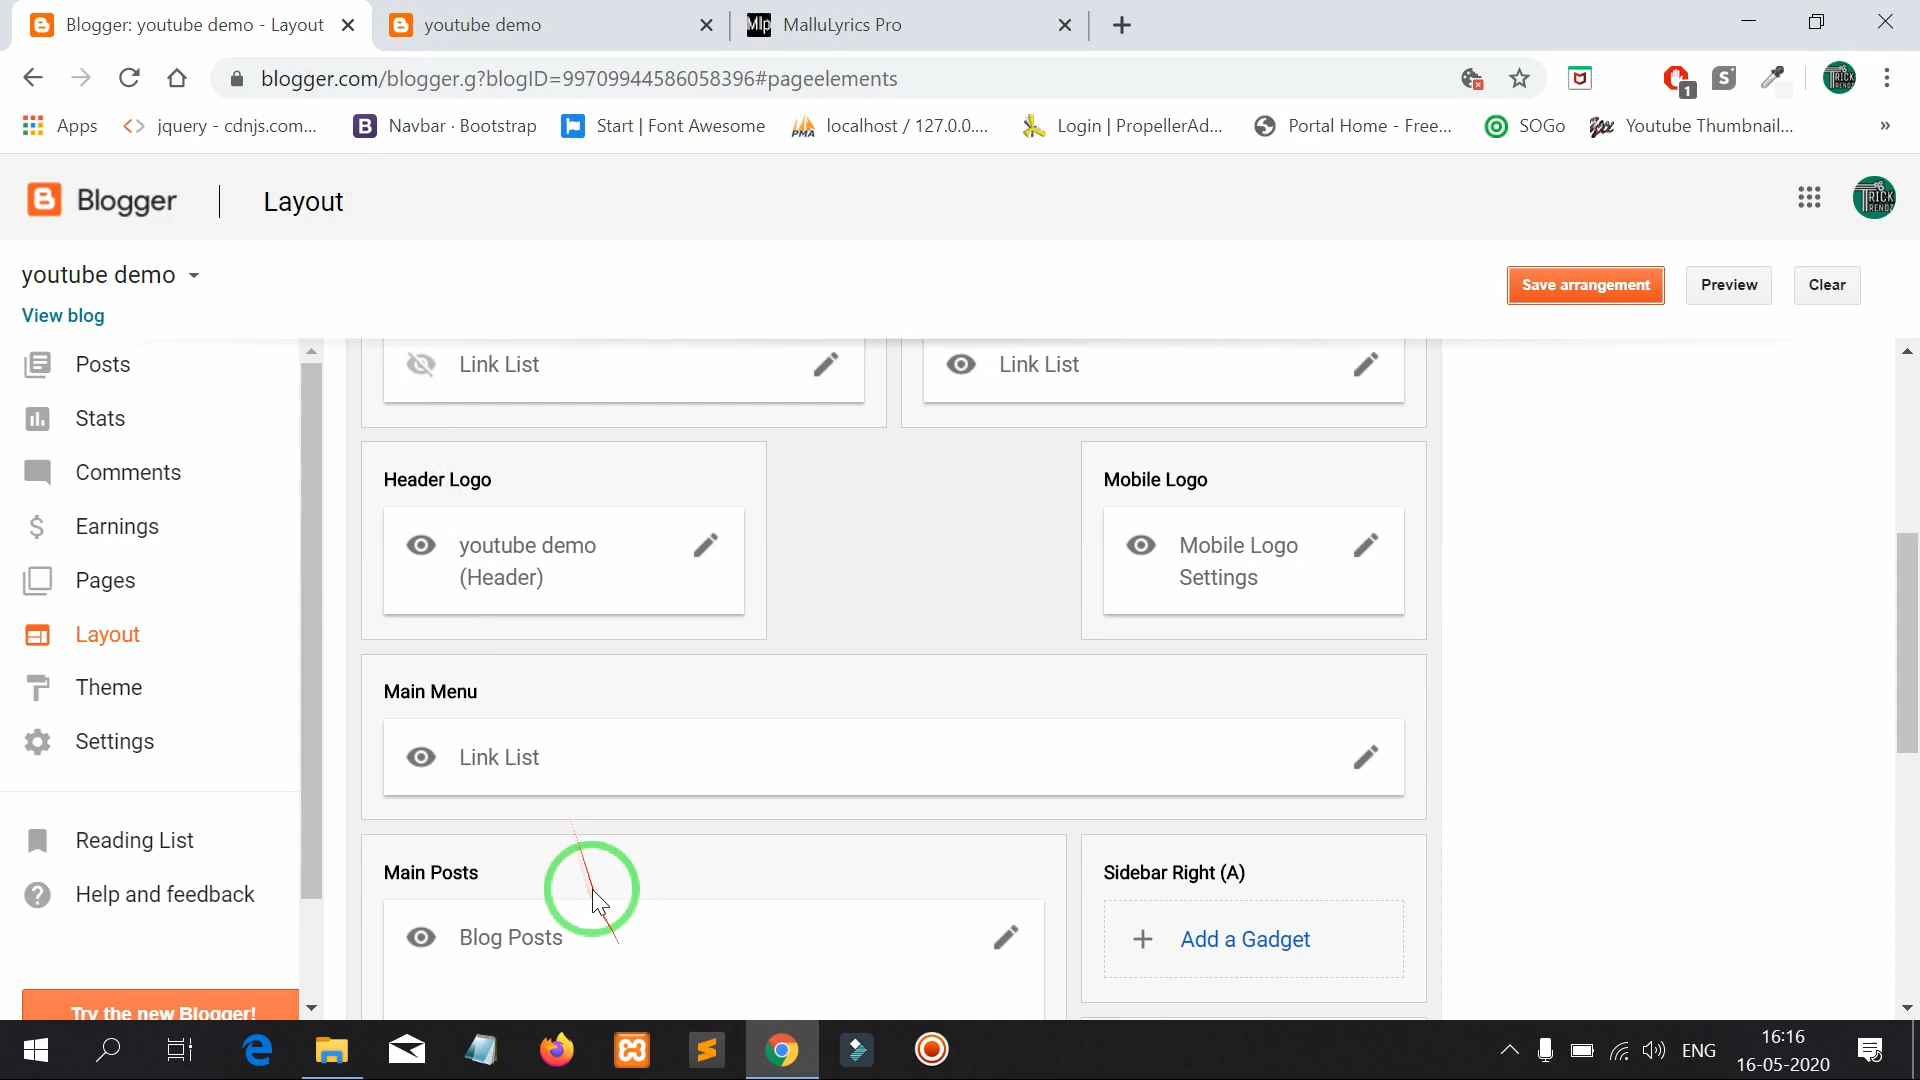 Blogger: youtube demo - Layout
youtube demo
Mlp MalluLyrics Pro
blogger.com/blogger.g?blogID=99709944586058396#pageelements
1
Apps
jquery - cdnjs.com...
Navbar · Bootstrap
Start | Font Awesome
localhost / 127.0.0....
Login | PropellerAd...
Portal Home - Free...
SOGo
Youtube Thumbnail...
Blogger
Layout
TRICK
youtube demo
View blog
Save arrangement
Preview
Clear
Posts
Stats
Comments
Earnings
Pages
Layout
Theme
Settings
Reading List
Help and feedback
Try the new Blogger!
Link List
Link List
Header Logo
youtube demo
(Header)
Mobile Logo
Mobile Logo
Settings
Main Menu
Link List
Main Posts
Blog Posts
Sidebar Right (A)
Add a Gadget
ENG
16:16
16-05-2020